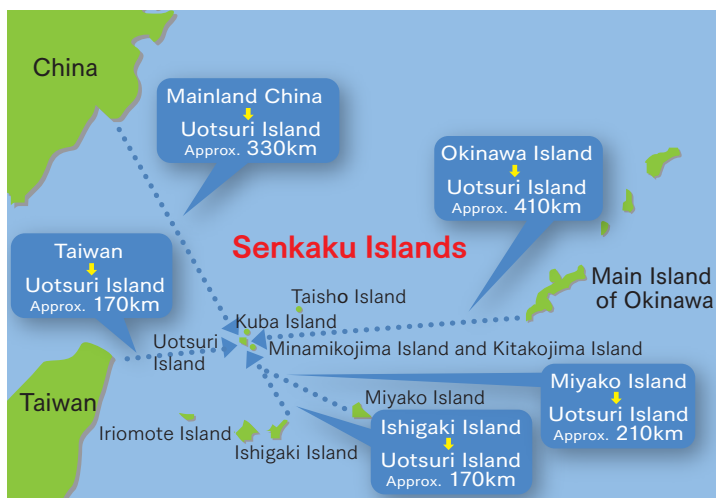 China
Mainland China
Uotsuri Island
Approx. 330km
Okinawa Island
Uotsuri Island
Approx. 410km
Senkaku Islands
Taiwan
Uotsuri Island
Approx. 170km
Main Island
of Okinawa
Taisho Island
Kuba Island
Uotsuri
Island
Minamikojima Island and Kitakojima Island
Taiwan
Miyako Island
Miyako Island
Uotsuri Island
Approx. 210km
Iriomote Island
Ishigaki Island
Ishigaki Island
Uotsuri Island
Approx. 170km